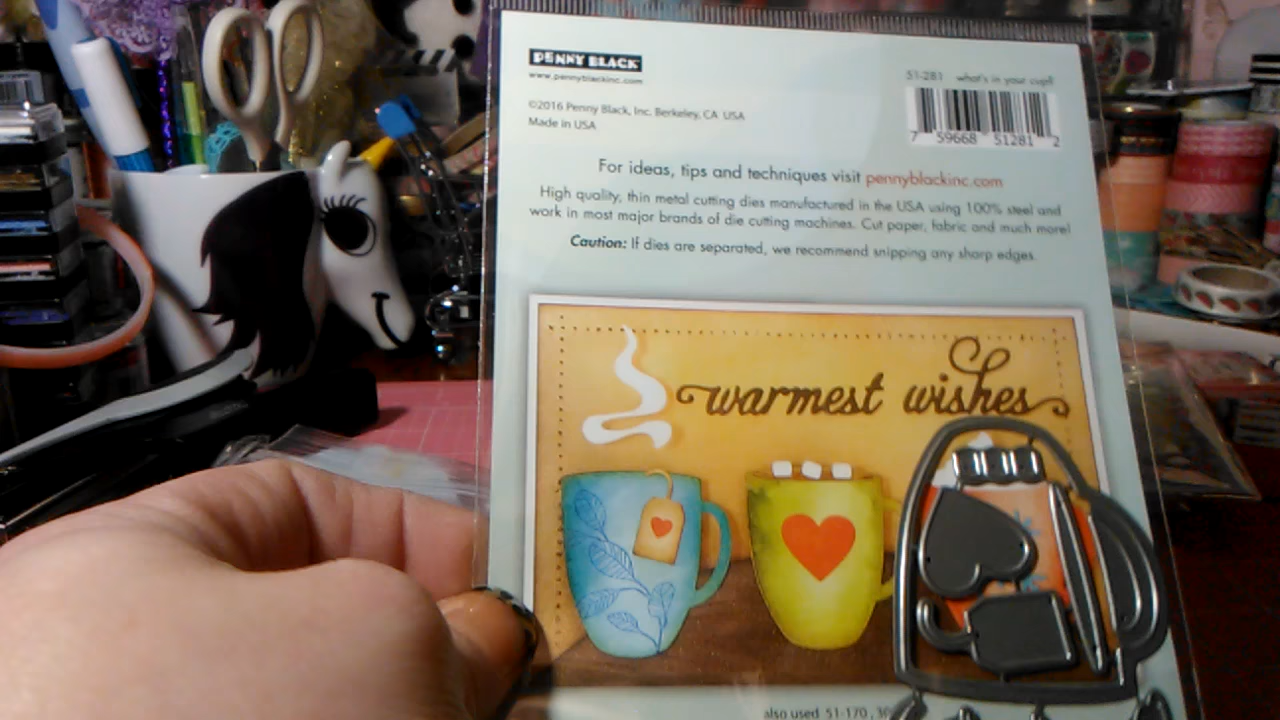 PENNY BLACK
www.pennyblackinc.com
©2016 Penny Black, Inc. Berkeley, CA USA
Made in USA
51-281 what's in your cup?
7 59668 51281 2
For ideas, tips and techniques visit pennyblackinc.com
High quality, thin metal cutting dies manufactured in the USA using 100% steel and
work in most major brands of die cutting machines. Cut paper, fabric and much more!
Caution: If dies are separated, we recommend snipping any sharp edges.
warmest wishes
also used 51-170, 30